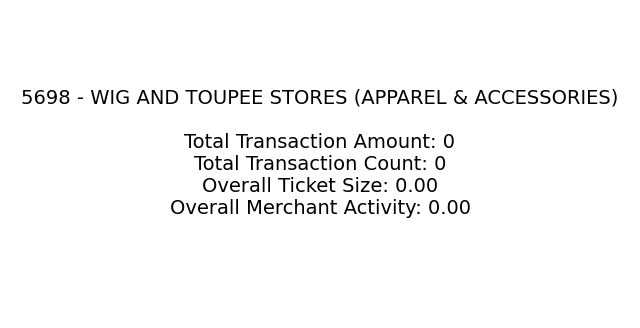 5698 - WIG AND TOUPEE STORES (APPAREL & ACCESSORIES)
Total Transaction Amount: 0
Total Transaction Count: 0
Overall Ticket Size: 0.00
Overall Merchant Activity: 0.00